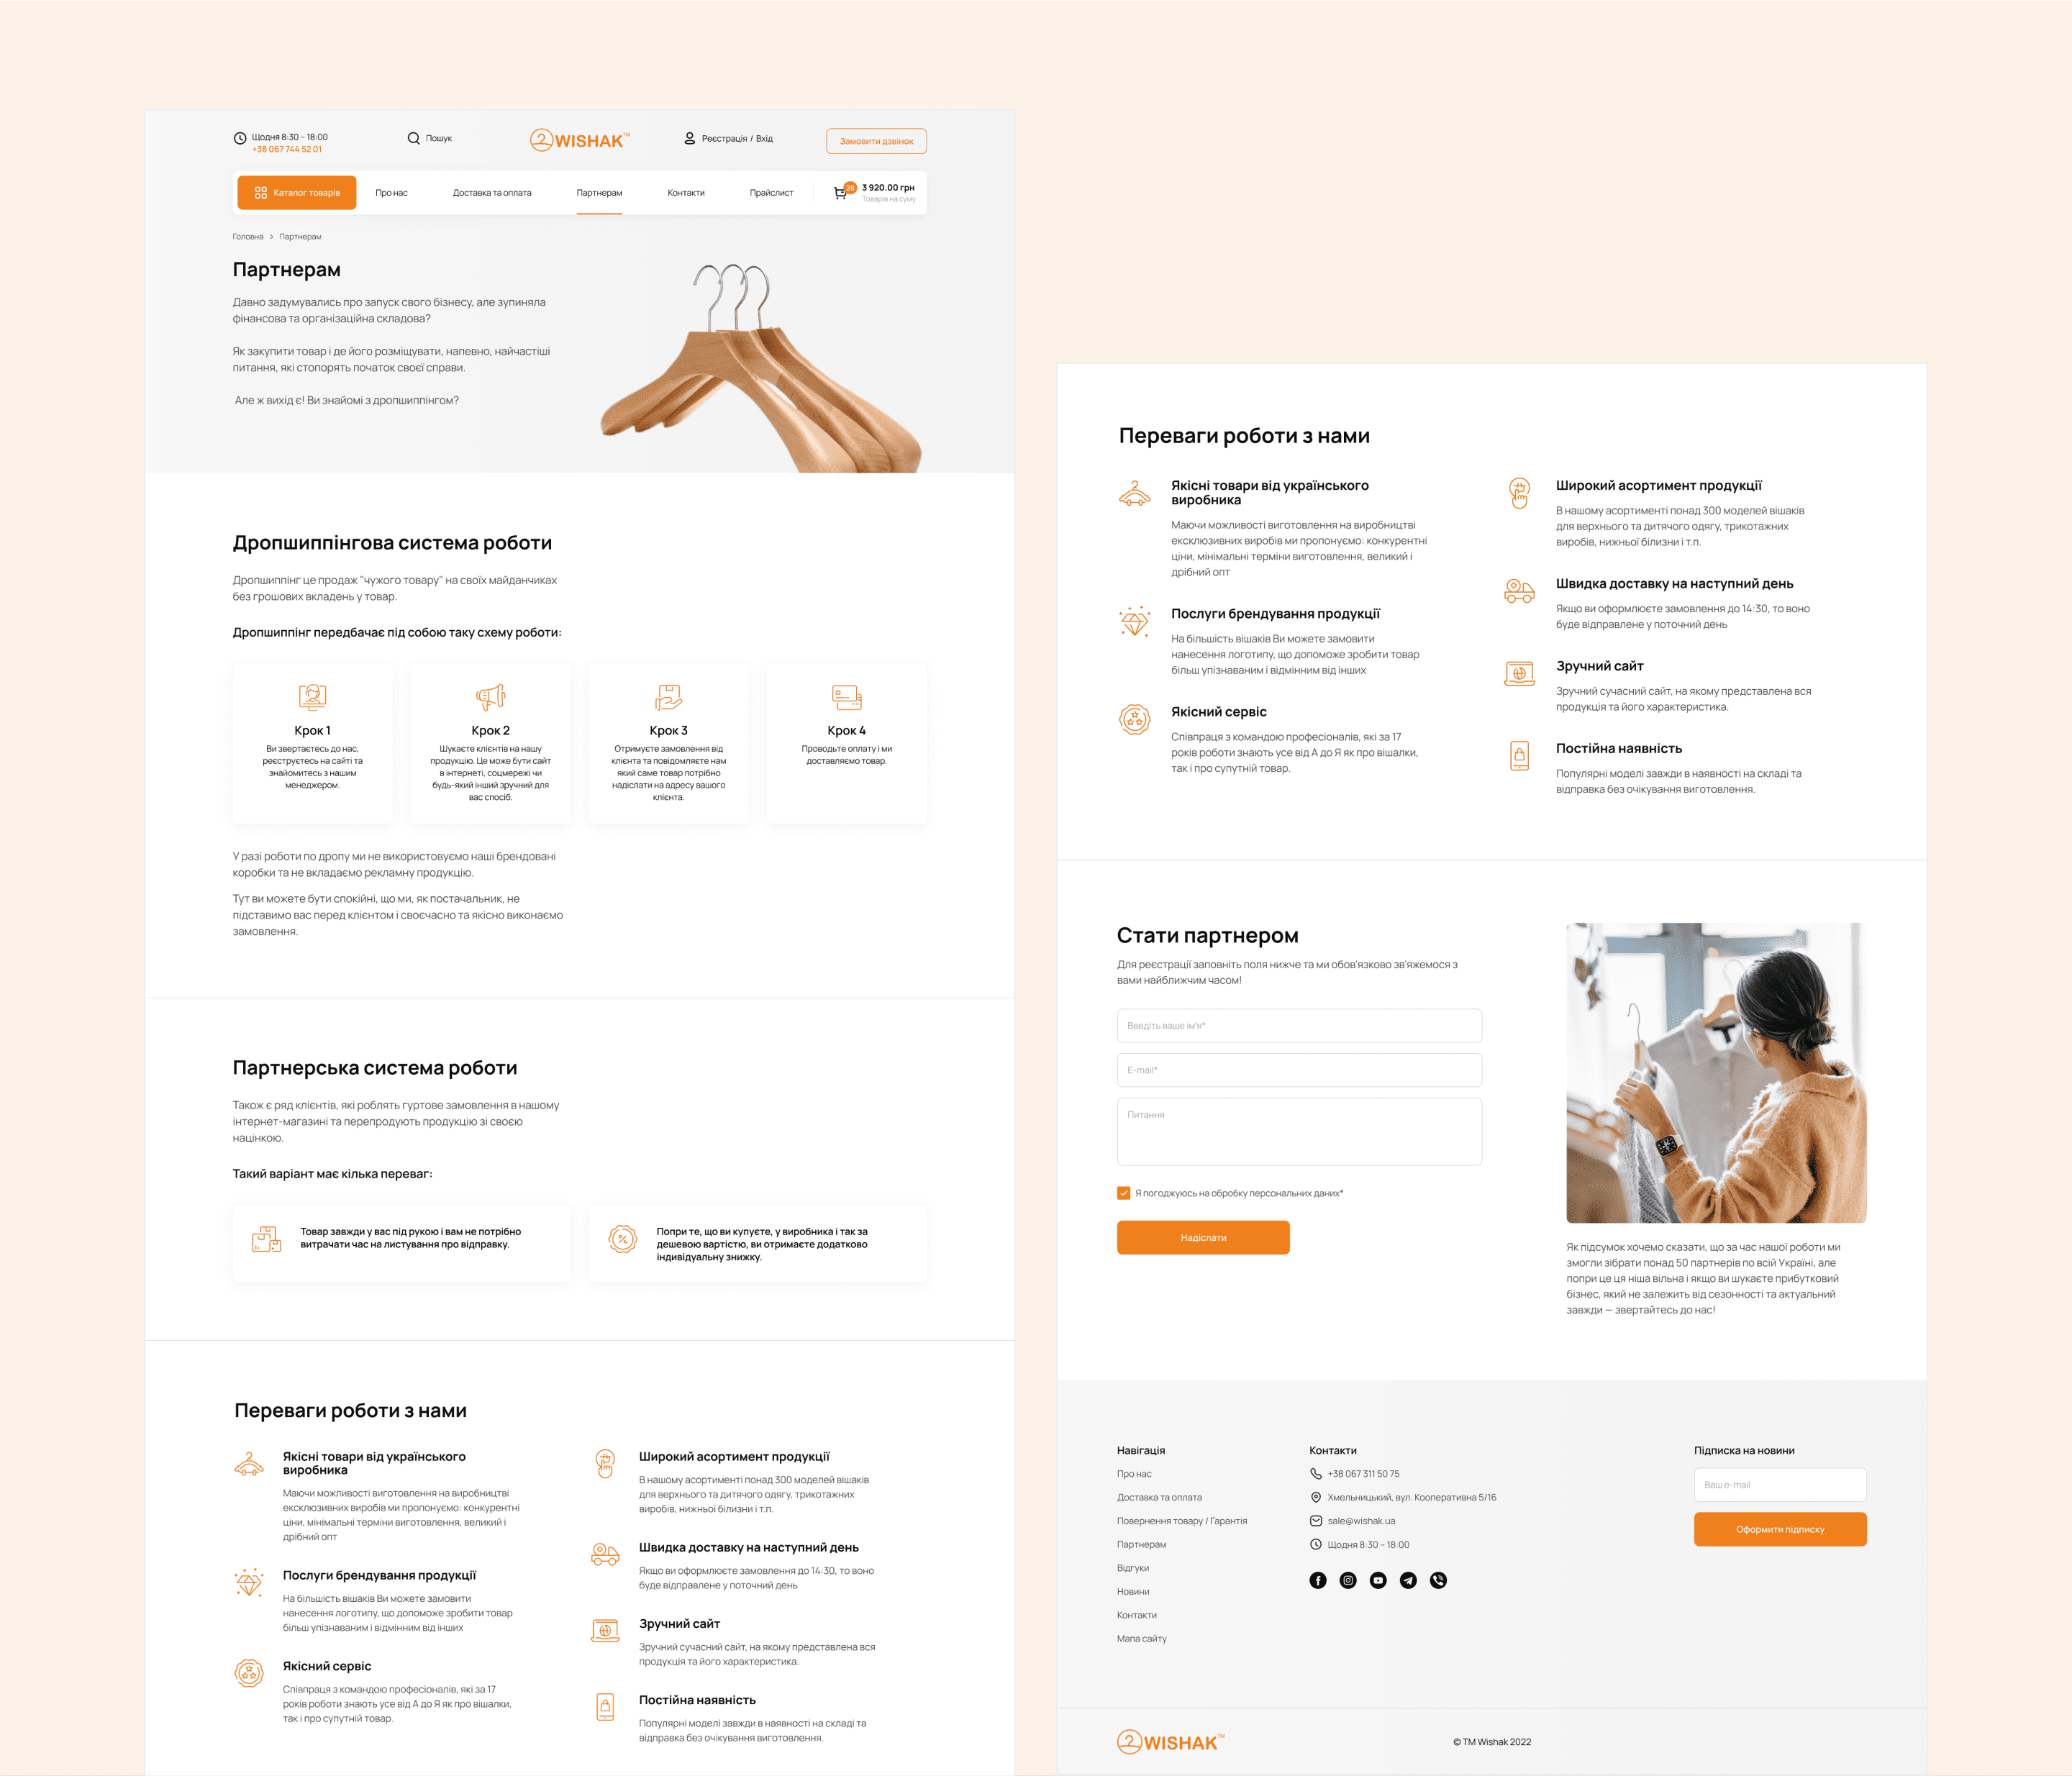 Щодня 8:30 – 18:00
+38 067 744 52 01
Пошук
2 WISHAK™
Реєстрація / Вхід
Замовити дзвінок
Каталог товарів
Про нас
Доставка та оплата
Партнерам
Контакти
Прайслист
28
3 920.00 грн
Товарів на суму
Головна > Партнерам
Партнерам
Давно задумувались про запуск свого бізнесу, але зупиняла
фінансова та організаційна складова?
Як закупити товар і де його розміщувати, напевно, найчастіші
питання, які стопорять початок своєї справи.
Але ж вихід є! Ви знайомі з дропшиппінгом?
Дропшиппінгова система роботи
Дропшиппінг це продаж "чужого товару" на своїх майданчиках
без грошових вкладень у товар.
Дропшиппінг передбачає під собою таку схему роботи:
Крок 1
Ви звертаєтесь до нас,
реєструєтесь на сайті та
знайомитесь з нашим
менеджером.
Крок 2
Шукаєте клієнтів на нашу
продукцію. Це може бути сайт
в інтернеті, соцмережі чи
будь-який інший зручний для
вас спосіб.
Крок 3
Отримуєте замовлення від
клієнта та повідомляєте нам
який саме товар потрібно
надіслати на адресу вашого
клієнта.
Крок 4
Проводьте оплату і ми
доставляємо товар.
У разі роботи по дропу ми не використовуємо наші брендовані
коробки та не вкладаємо рекламну продукцію.
Тут ви можете бути спокійні, що ми, як постачальник, не
підставимо вас перед клієнтом і своєчасно та якісно виконаємо
замовлення.
Партнерська система роботи
Також є ряд клієнтів, які роблять гуртове замовлення в нашому
інтернет-магазині та перепродують продукцію зі своєю
націнкою.
Такий варіант має кілька переваг:
Товар завжди у вас під рукою і вам не потрібно
витрачати час на листування про відправку.
Попри те, що ви купуєте, у виробника і так за
дешевою вартістю, ви отримаєте додатково
індивідуальну знижку.
Переваги роботи з нами
Якісні товари від українського
виробника
Маючи можливості виготовлення на виробництві
ексклюзивних виробів ми пропонуємо: конкурентні
ціни, мінімальні терміни виготовлення, великий і
дрібний опт
Послуги брендування продукції
На більшість вішаків Ви можете замовити
нанесення логотипу, що допоможе зробити товар
більш упізнаваним і відмінним від інших
Якісний сервіс
Співпраця з командою професіоналів, які за 17
років роботи знають усе від А до Я як про вішалки,
так і про супутній товар.
Широкий асортимент продукції
В нашому асортименті понад 300 моделей вішаків
для верхнього та дитячого одягу, трикотажних
виробів, нижньої білизни і т.п.
Швидка доставку на наступний день
Якщо ви оформлюєте замовлення до 14:30, то воно
буде відправлене у поточний день
Зручний сайт
Зручний сучасний сайт, на якому представлена вся
продукція та його характеристика.
Постійна наявність
Популярні моделі завжди в наявності на складі та
відправка без очікування виготовлення.
Переваги роботи з нами
Якісні товари від українського
виробника
Маючи можливості виготовлення на виробництві
ексклюзивних виробів ми пропонуємо: конкурентні
ціни, мінімальні терміни виготовлення, великий і
дрібний опт
Послуги брендування продукції
На більшість вішаків Ви можете замовити
нанесення логотипу, що допоможе зробити товар
більш упізнаваним і відмінним від інших
Якісний сервіс
Співпраця з командою професіоналів, які за 17
років роботи знають усе від А до Я як про вішалки,
так і про супутній товар.
Широкий асортимент продукції
В нашому асортименті понад 300 моделей вішаків
для верхнього та дитячого одягу, трикотажних
виробів, нижньої білизни і т.п.
Швидка доставку на наступний день
Якщо ви оформлюєте замовлення до 14:30, то воно
буде відправлене у поточний день
Зручний сайт
Зручний сучасний сайт, на якому представлена вся
продукція та його характеристика.
Постійна наявність
Популярні моделі завжди в наявності на складі та
відправка без очікування виготовлення.
Стати партнером
Для реєстрації заповніть поля нижче та ми обов'язково зв'яжемося з
вами найближчим часом!
Введіть ваше ім'я*
E-mail*
Питання
Я погоджуюсь на обробку персональних даних*
Надіслати
Як підсумок хочемо сказати, що за час нашої роботи ми
змогли зібрати понад 50 партнерів по всій Україні, але
попри це ця ніша вільна і якщо ви шукаєте прибутковий
бізнес, який не залежить від сезонності та актуальний
завжди — звертайтесь до нас!
Навігація
Про нас
Доставка та оплата
Повернення товару / Гарантія
Партнерам
Відгуки
Новини
Контакти
Мапа сайту
Контакти
+38 067 311 50 75
Хмельницький, вул. Кооперативна 5/16
sale@wishak.ua
Щодня 8:30 – 18:00
Підписка на новини
Ваш e-mail
Оформити підписку
2 WISHAK™
© ТМ Wishak 2022